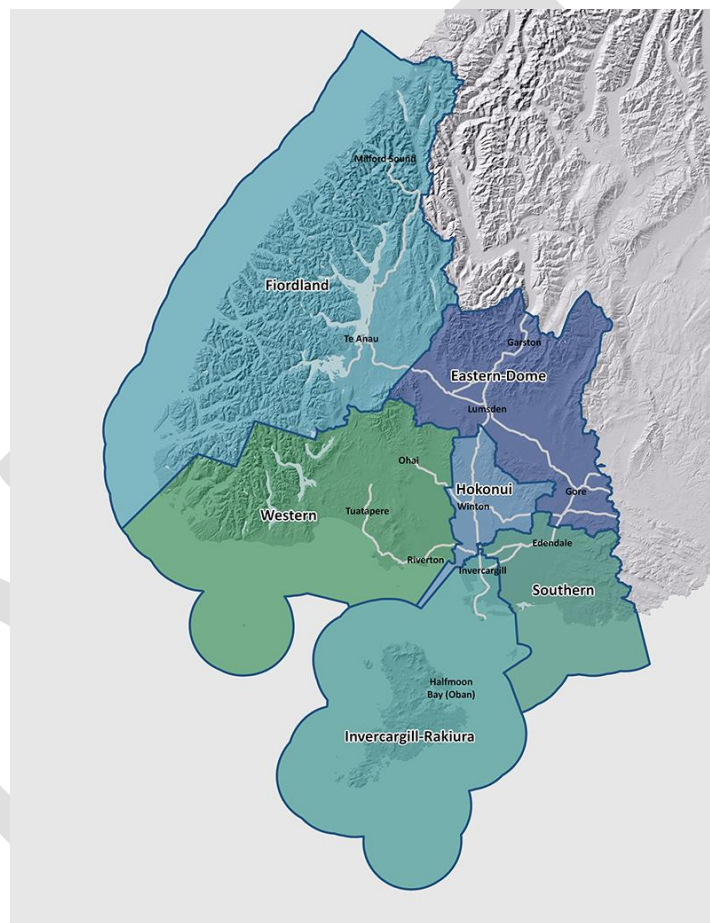 Milford Sound
Fiordland
Te Anau
Garston
Eastern-Dome
Lumsden
Ohai
Hokonui
Gore
Winton
Tuatapere
Western
Edendale
Riverton
Invercargill
Southern
Halfmoon
Bay (Oban)
Invercargill-Rakiura